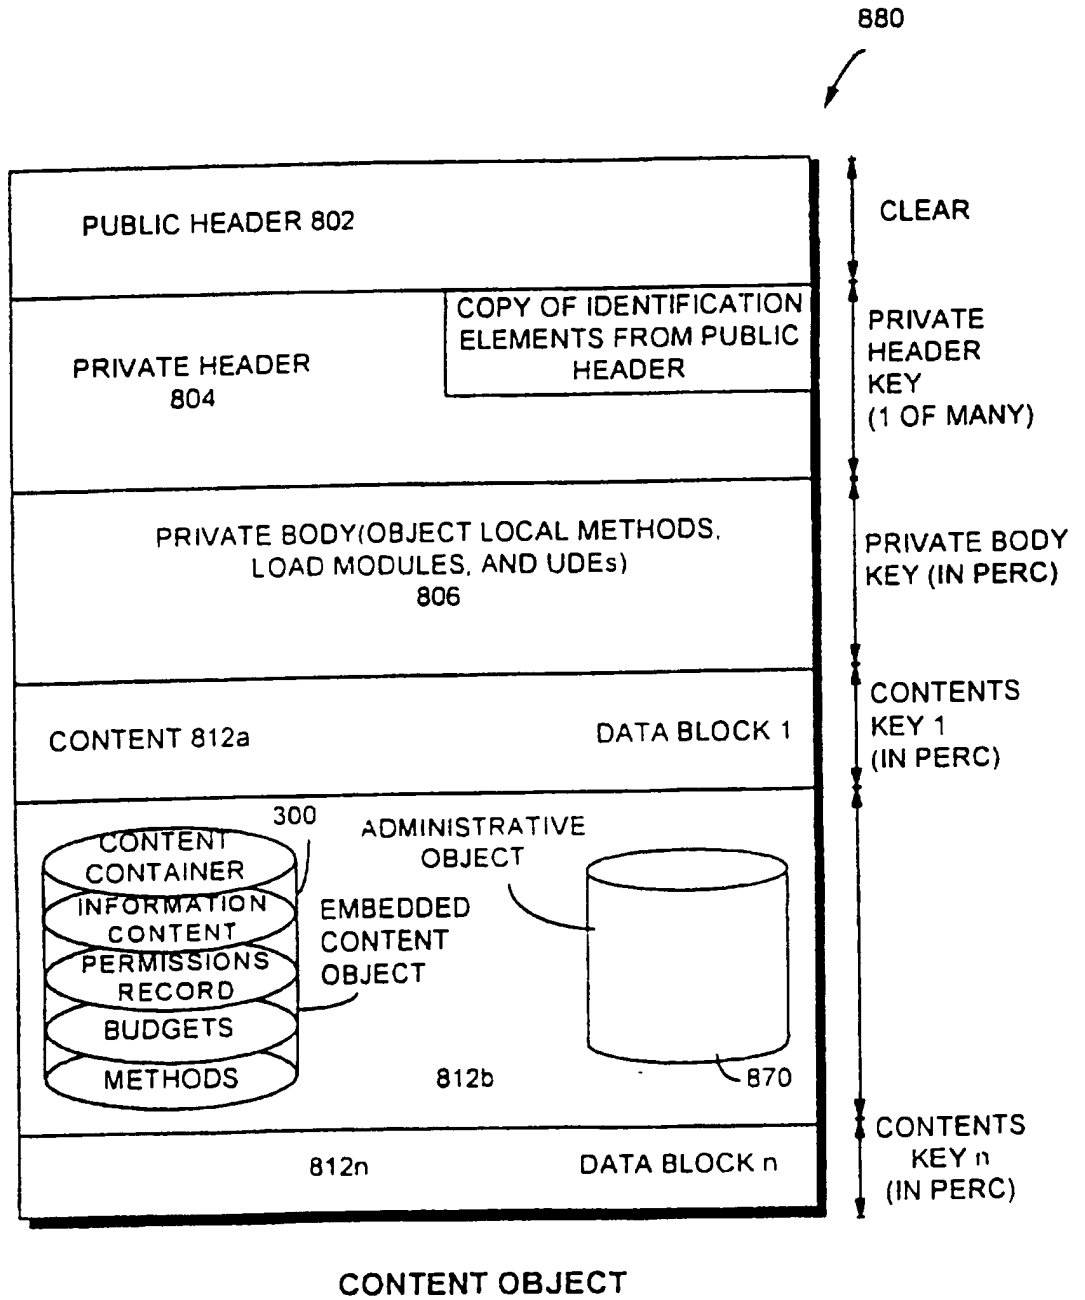 880
PUBLIC HEADER 802
CLEAR
COPY OF IDENTIFICATION
ELEMENTS FROM PUBLIC
HEADER
PRIVATE HEADER
804
PRIVATE
HEADER
KEY
(1 OF MANY)
PRIVATE BODY(OBJECT LOCAL METHODS,
LOAD MODULES, AND UDEs)
806
PRIVATE BODY
KEY (IN PERC)
CONTENT 812a
DATA BLOCK 1
CONTENTS
KEY 1
(IN PERC)
300
CONTENT
CONTAINER
INFORMATION
CONTENT
PERMISSIONS
RECORD
BUDGETS
METHODS
EMBEDDED
CONTENT
OBJECT
ADMINISTRATIVE
OBJECT
812b
870
812n
DATA BLOCK n
CONTENTS
KEY n
(IN PERC)
CONTENT OBJECT